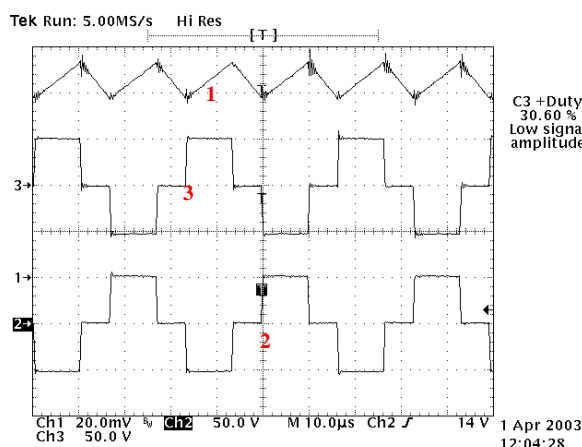 Tek Run: 5.00MS/s Hi Res
[ T ]
1
C3 +Duty
30.60 %
Low signal
amplitude
T
3
3
T
1
2
2
Ch1 20.0mV BW Ch2 50.0 V M 10.0µs Ch2 14 V
Ch3 50.0 V
1 Apr 2003
12:04:28